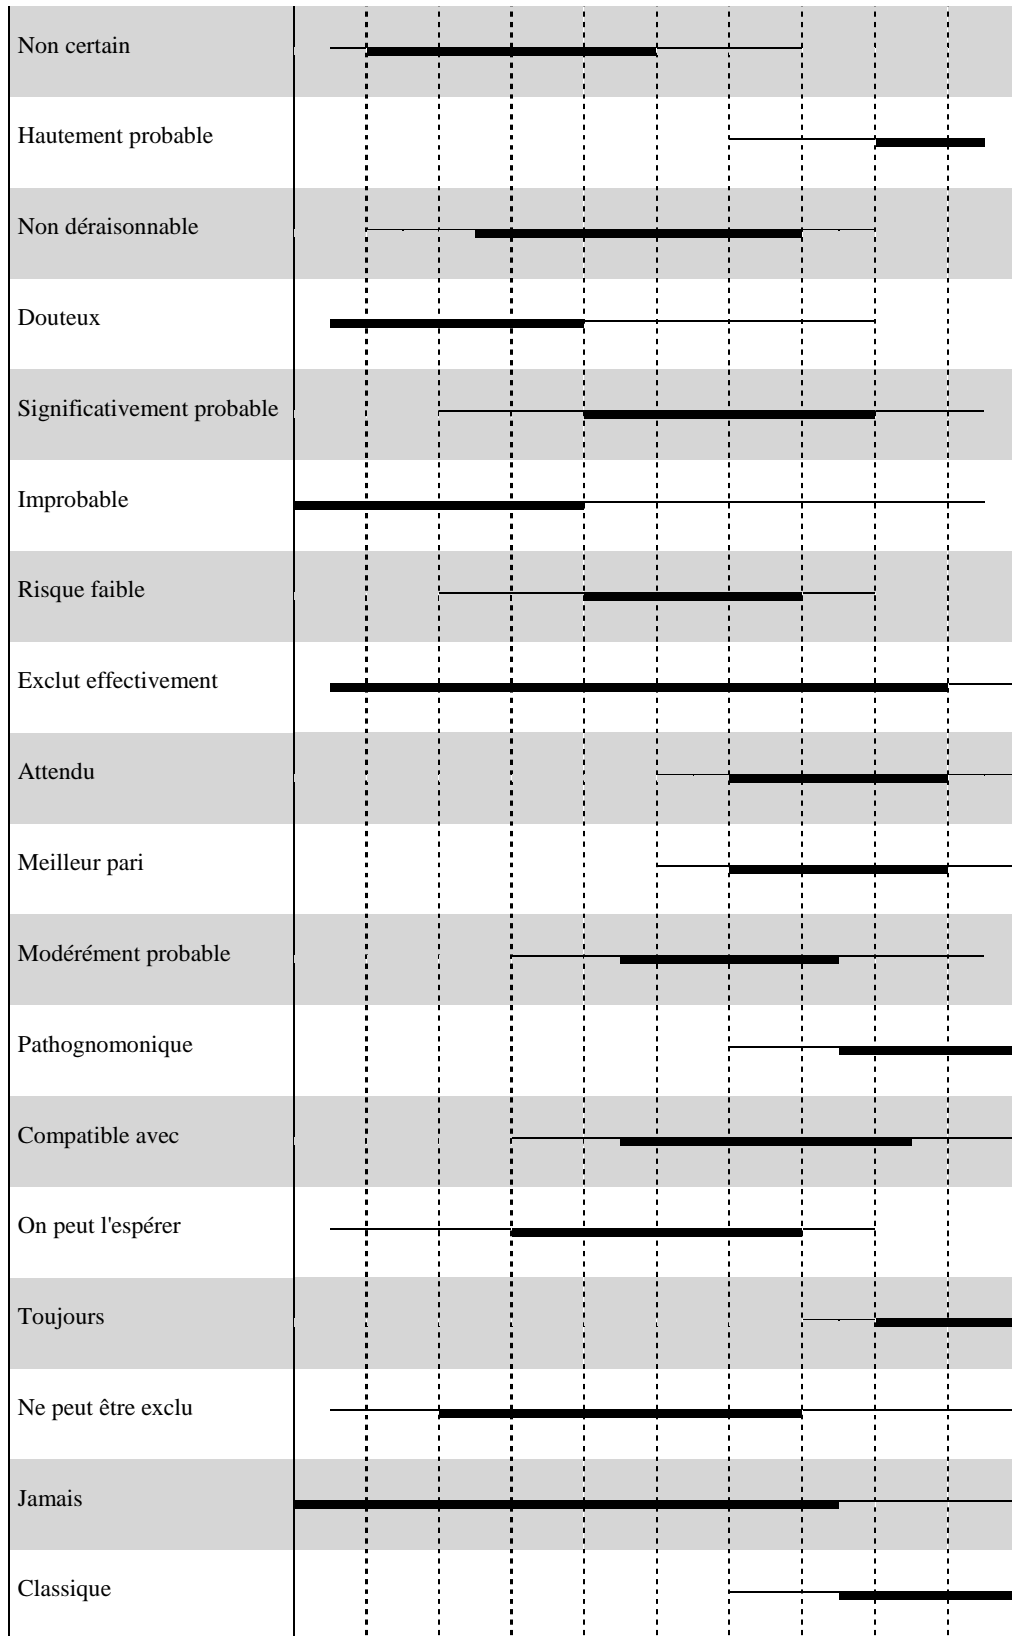 Non certain
Hautement probable
Non déraisonnable
Douteux
Significativement probable
Improbable
Risque faible
Exclut effectivement
Attendu
Meilleur pari
Modérément probable
Pathognomonique
Compatible avec
On peut l'espérer
Toujours
Ne peut être exclu
Jamais
Classique